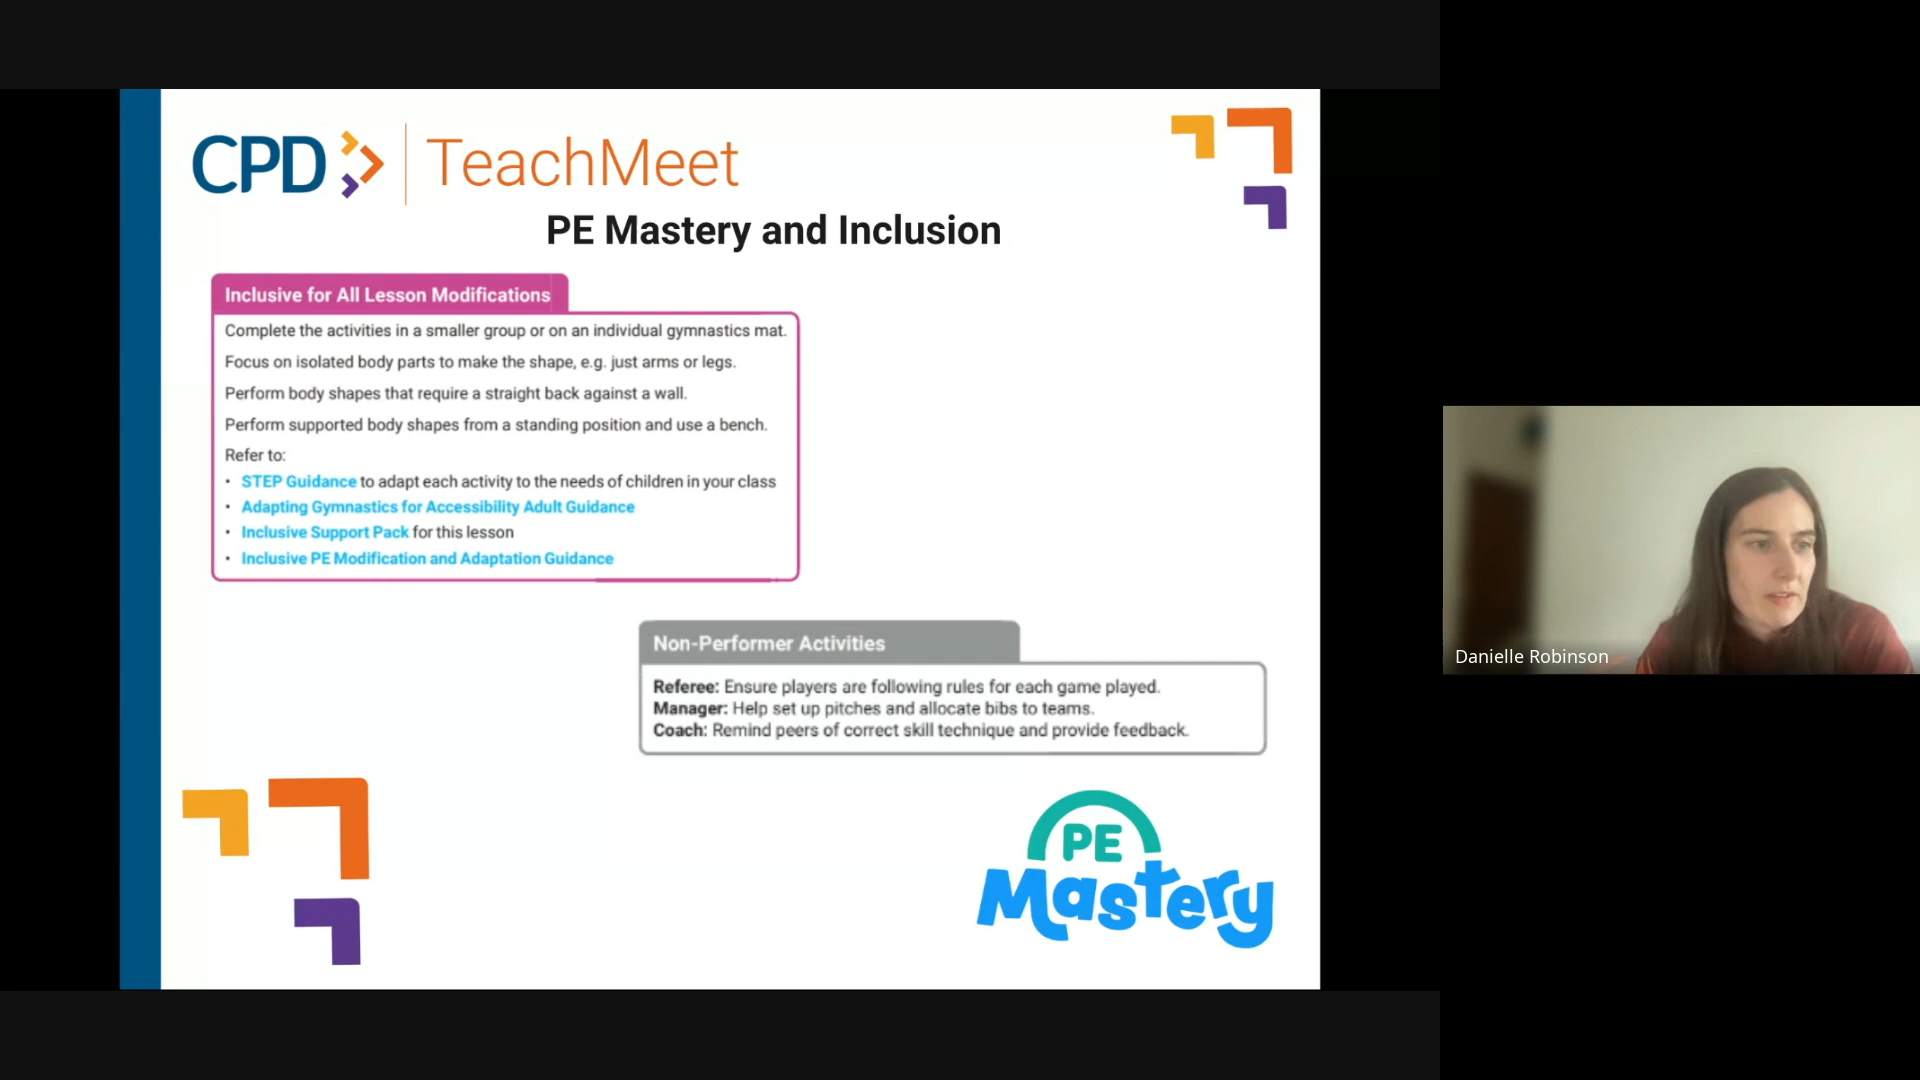 CPD TeachMeet
PE Mastery and Inclusion
Inclusive for All Lesson Modifications
Complete the activities in a smaller group or on an individual gymnastics mat.
Focus on isolated body parts to make the shape, e.g. just arms or legs.
Perform body shapes that require a straight back against a wall.
Perform supported body shapes from a standing position and use a bench.
Refer to:
• STEP Guidance to adapt each activity to the needs of children in your class
• Adapting Gymnastics for Accessibility Adult Guidance
• Inclusive Support Pack for this lesson
• Inclusive PE Modification and Adaptation Guidance
Non-Performer Activities
Referee: Ensure players are following rules for each game played.
Manager: Help set up pitches and allocate bibs to teams.
Coach: Remind peers of correct skill technique and provide feedback.
PE
Mastery
Danielle Robinson